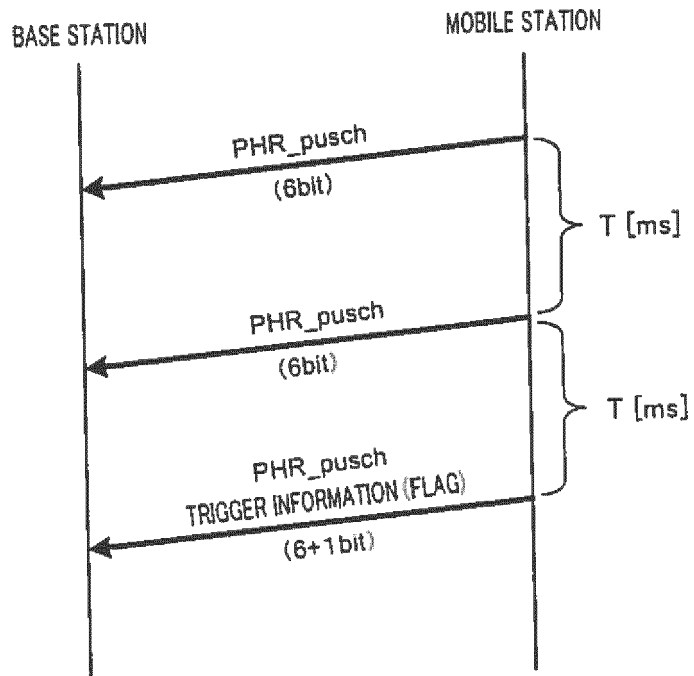 BASE STATION
MOBILE STATION
PHR_pusch
(6bit)
T [ms]
PHR_pusch
(6bit)
T [ms]
PHR_pusch
TRIGGER INFORMATION (FLAG)
(6+1bit)